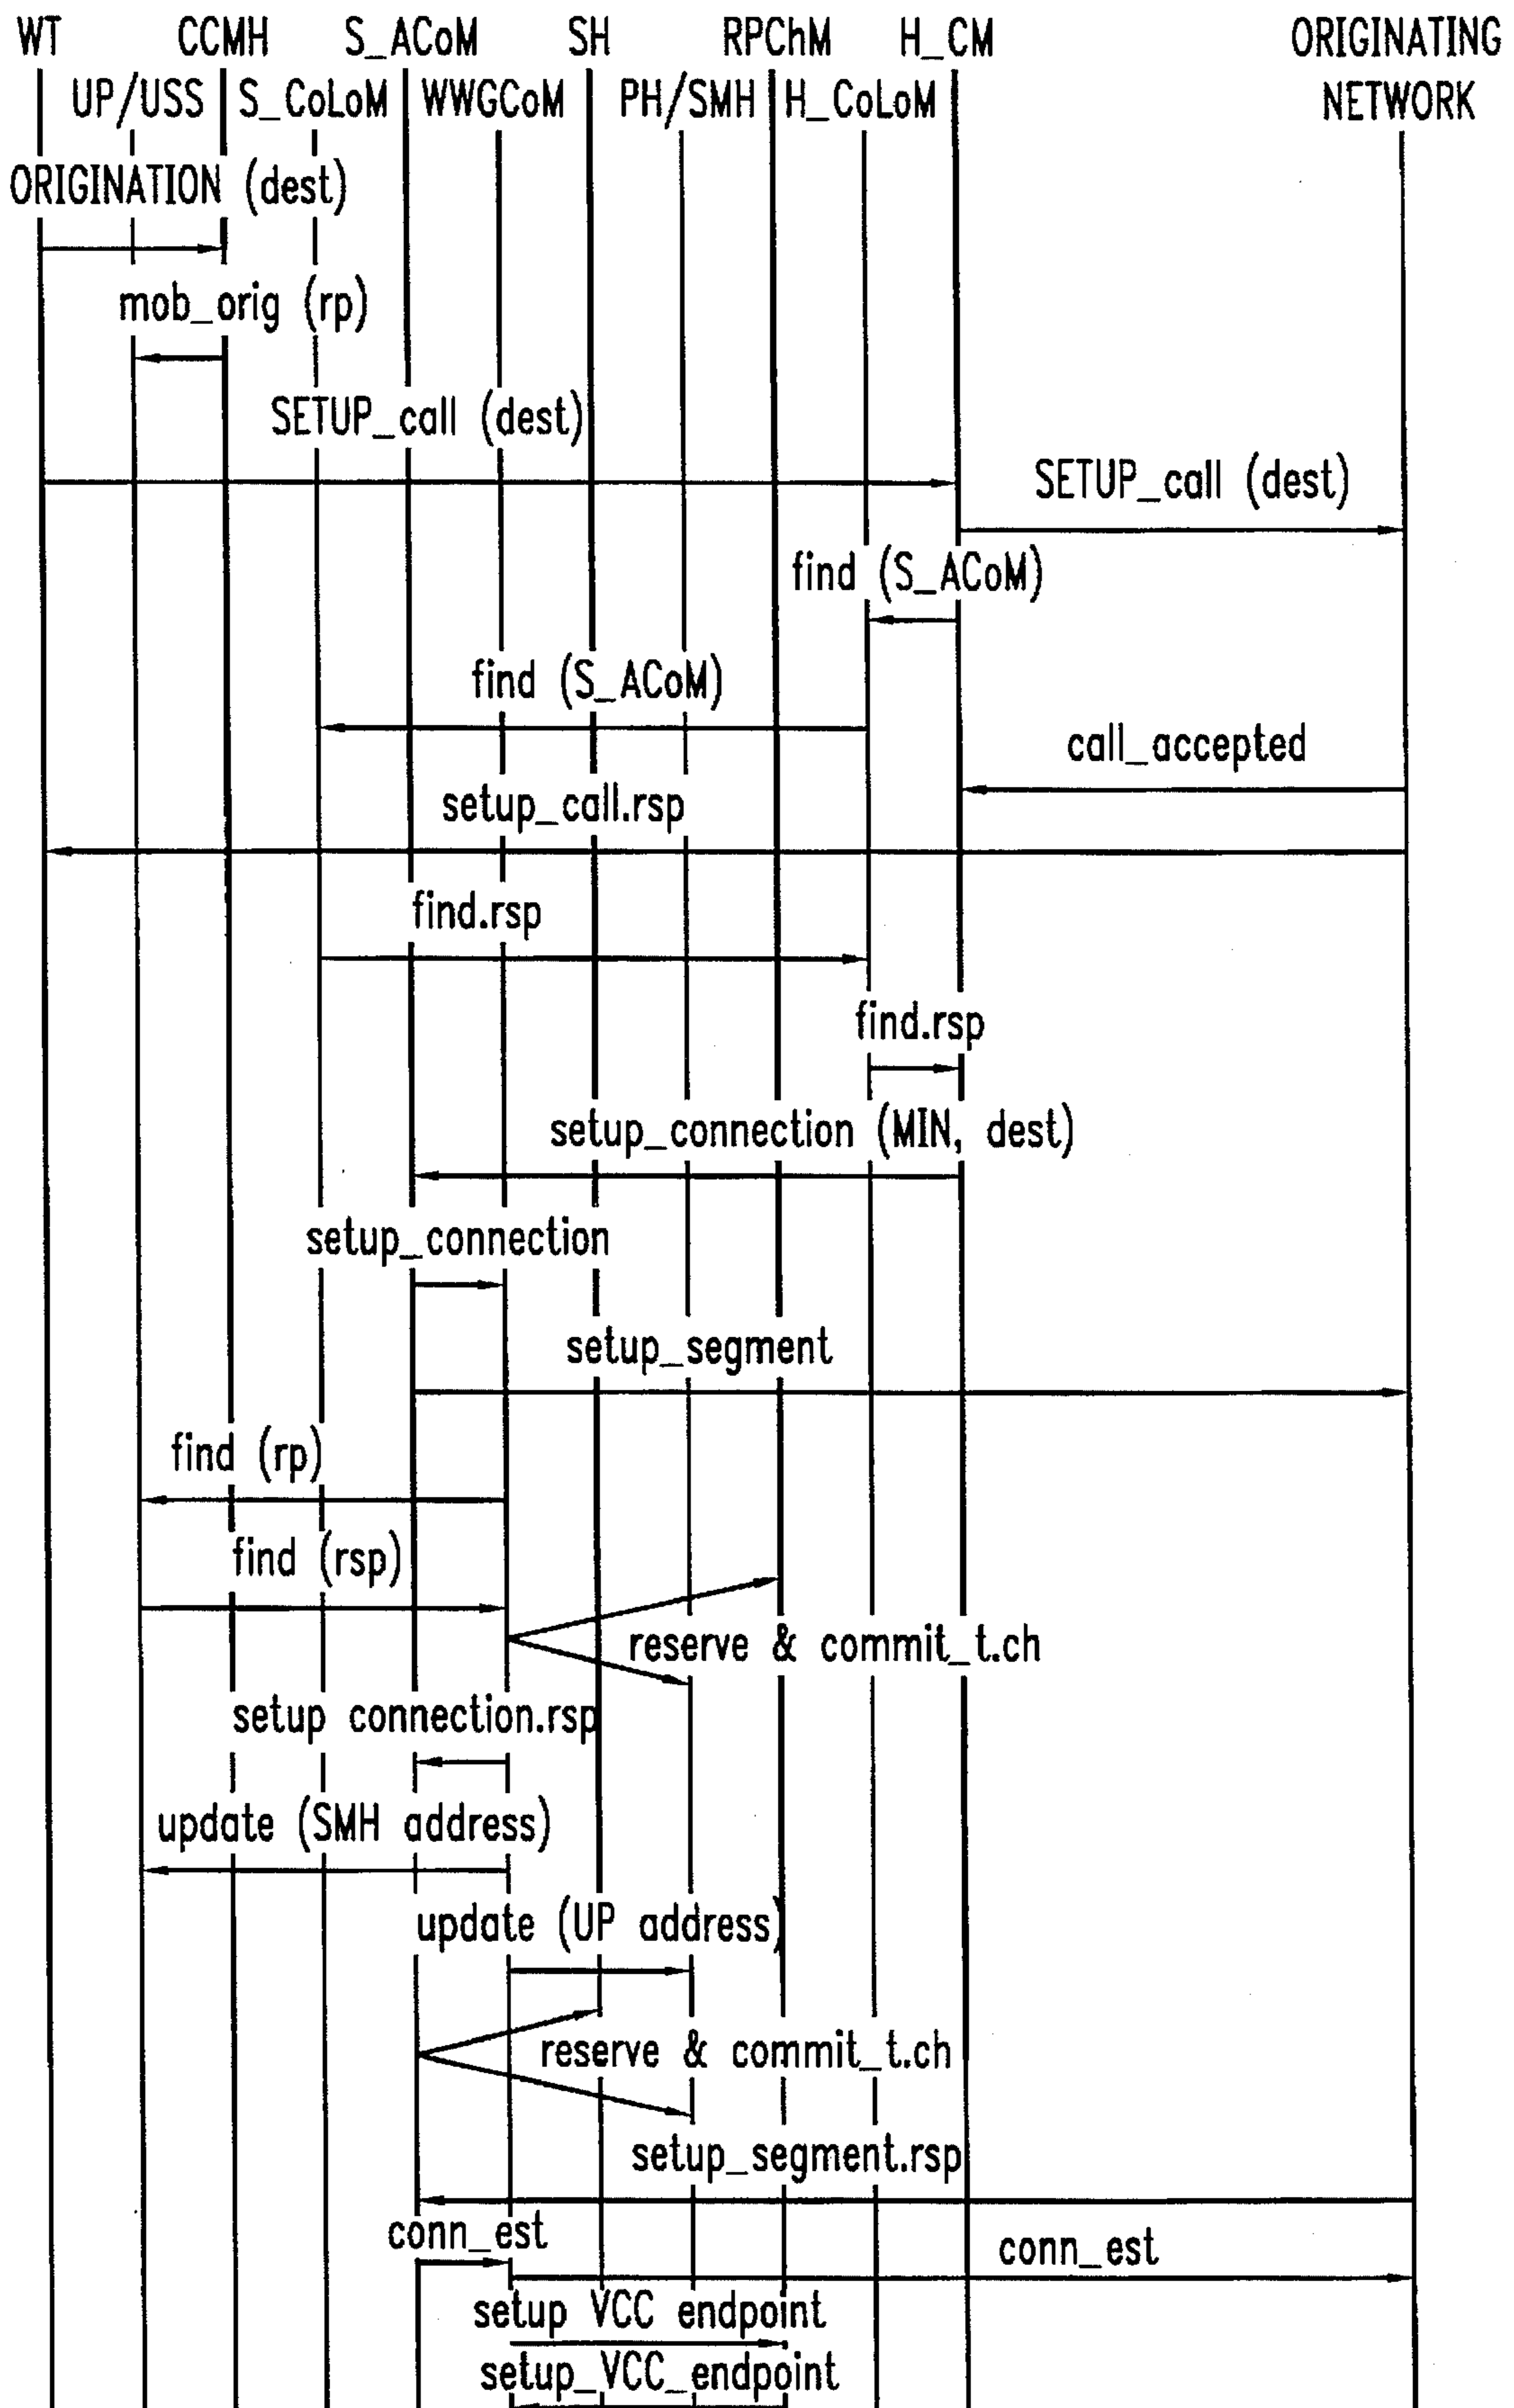 WT CCMH S_ACoM SH RPChM H_CM ORIGINATING
UP/USS S_CoLoM WWGCoM PH/SMH H_CoLoM NETWORK
ORIGINATION (dest)
mob_orig (rp)
SETUP_call (dest)
SETUP_call (dest)
find (S_ACoM)
find (S_ACoM)
call_accepted
setup_call.rsp
find.rsp
find.rsp
setup_connection (MIN, dest)
setup_connection
setup_segment
find (rp)
find (rsp)
reserve & commit_t.ch
setup connection.rsp
update (SMH address)
update (UP address)
reserve & commit_t.ch
setup_segment.rsp
conn_est
conn_est
setup VCC endpoint
setup_VCC_endpoint